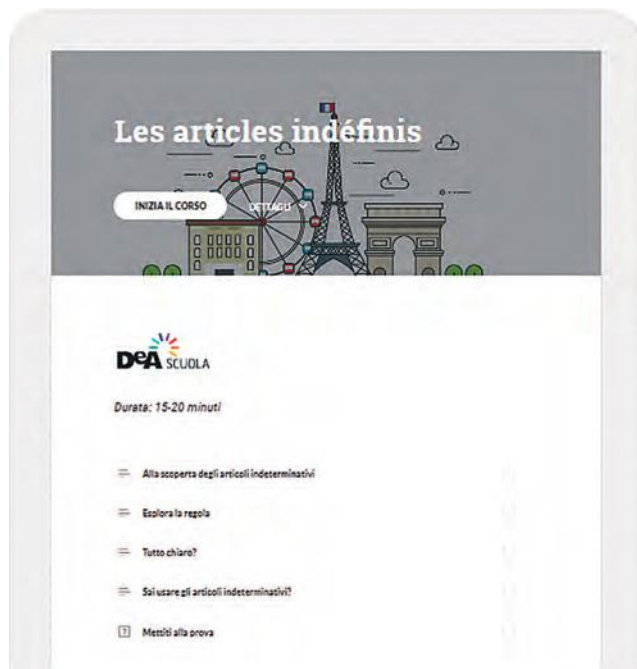 Les articles indéfinis
INIZIA IL CORSO
DETTAGLI
DeA SCUOLA
Durata: 15-20 minuti
Alla scoperta degli articoli indeterminativi
Esplora la regola
Tutto chiaro?
Sai usare gli articoli indeterminativi?
Mettiti alla prova